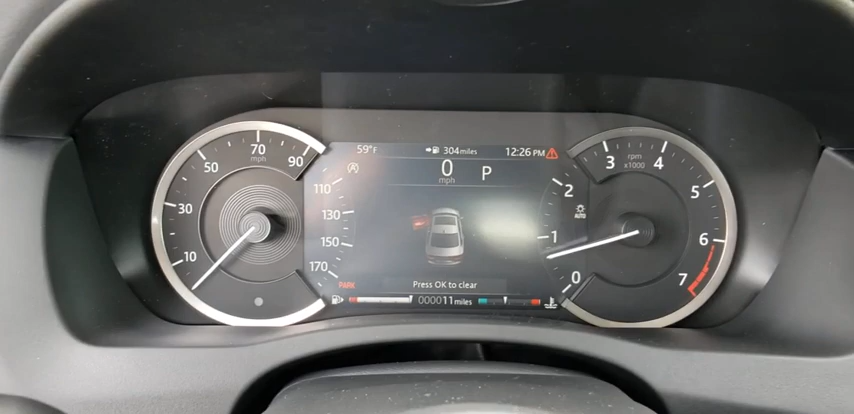 59°F 304 miles 12:26 PM
0 mph P
10 30 50 70 mph 90 110 130 150 170
0 1 2 3 4 5 6 7
rpm x1000
A
AUTO
Press OK to clear
PARK
000011 miles